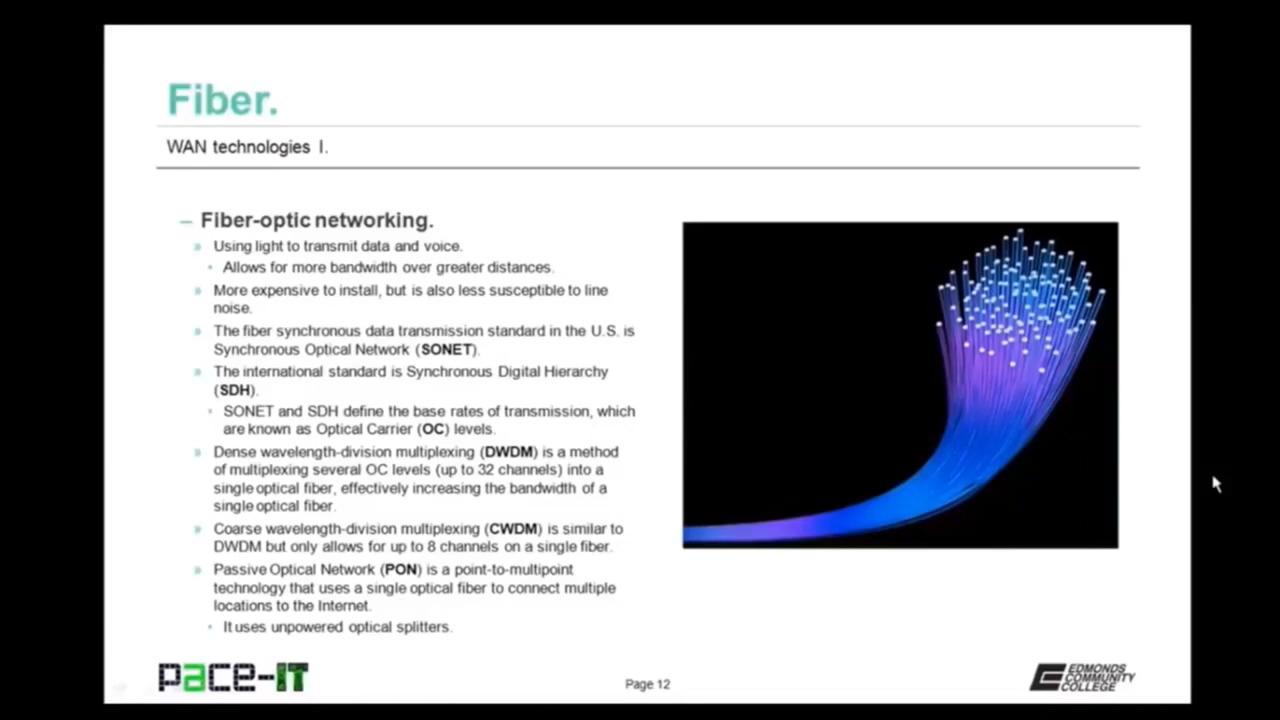 Fiber.
WAN technologies I.
– Fiber-optic networking.
» Using light to transmit data and voice.
• Allows for more bandwidth over greater distances.
» More expensive to install, but is also less susceptible to line
noise.
» The fiber synchronous data transmission standard in the U.S. is
Synchronous Optical Network (SONET).
» The international standard is Synchronous Digital Hierarchy
(SDH).
• SONET and SDH define the base rates of transmission, which
are known as Optical Carrier (OC) levels.
» Dense wavelength-division multiplexing (DWDM) is a method
of multiplexing several OC levels (up to 32 channels) into a
single optical fiber, effectively increasing the bandwidth of a
single optical fiber.
» Coarse wavelength-division multiplexing (CWDM) is similar to
DWDM but only allows for up to 8 channels on a single fiber.
» Passive Optical Network (PON) is a point-to-multipoint
technology that uses a single optical fiber to connect multiple
locations to the Internet.
• It uses unpowered optical splitters.
pace-IT
Page 12
EDMONDS
COMMUNITY
COLLEGE